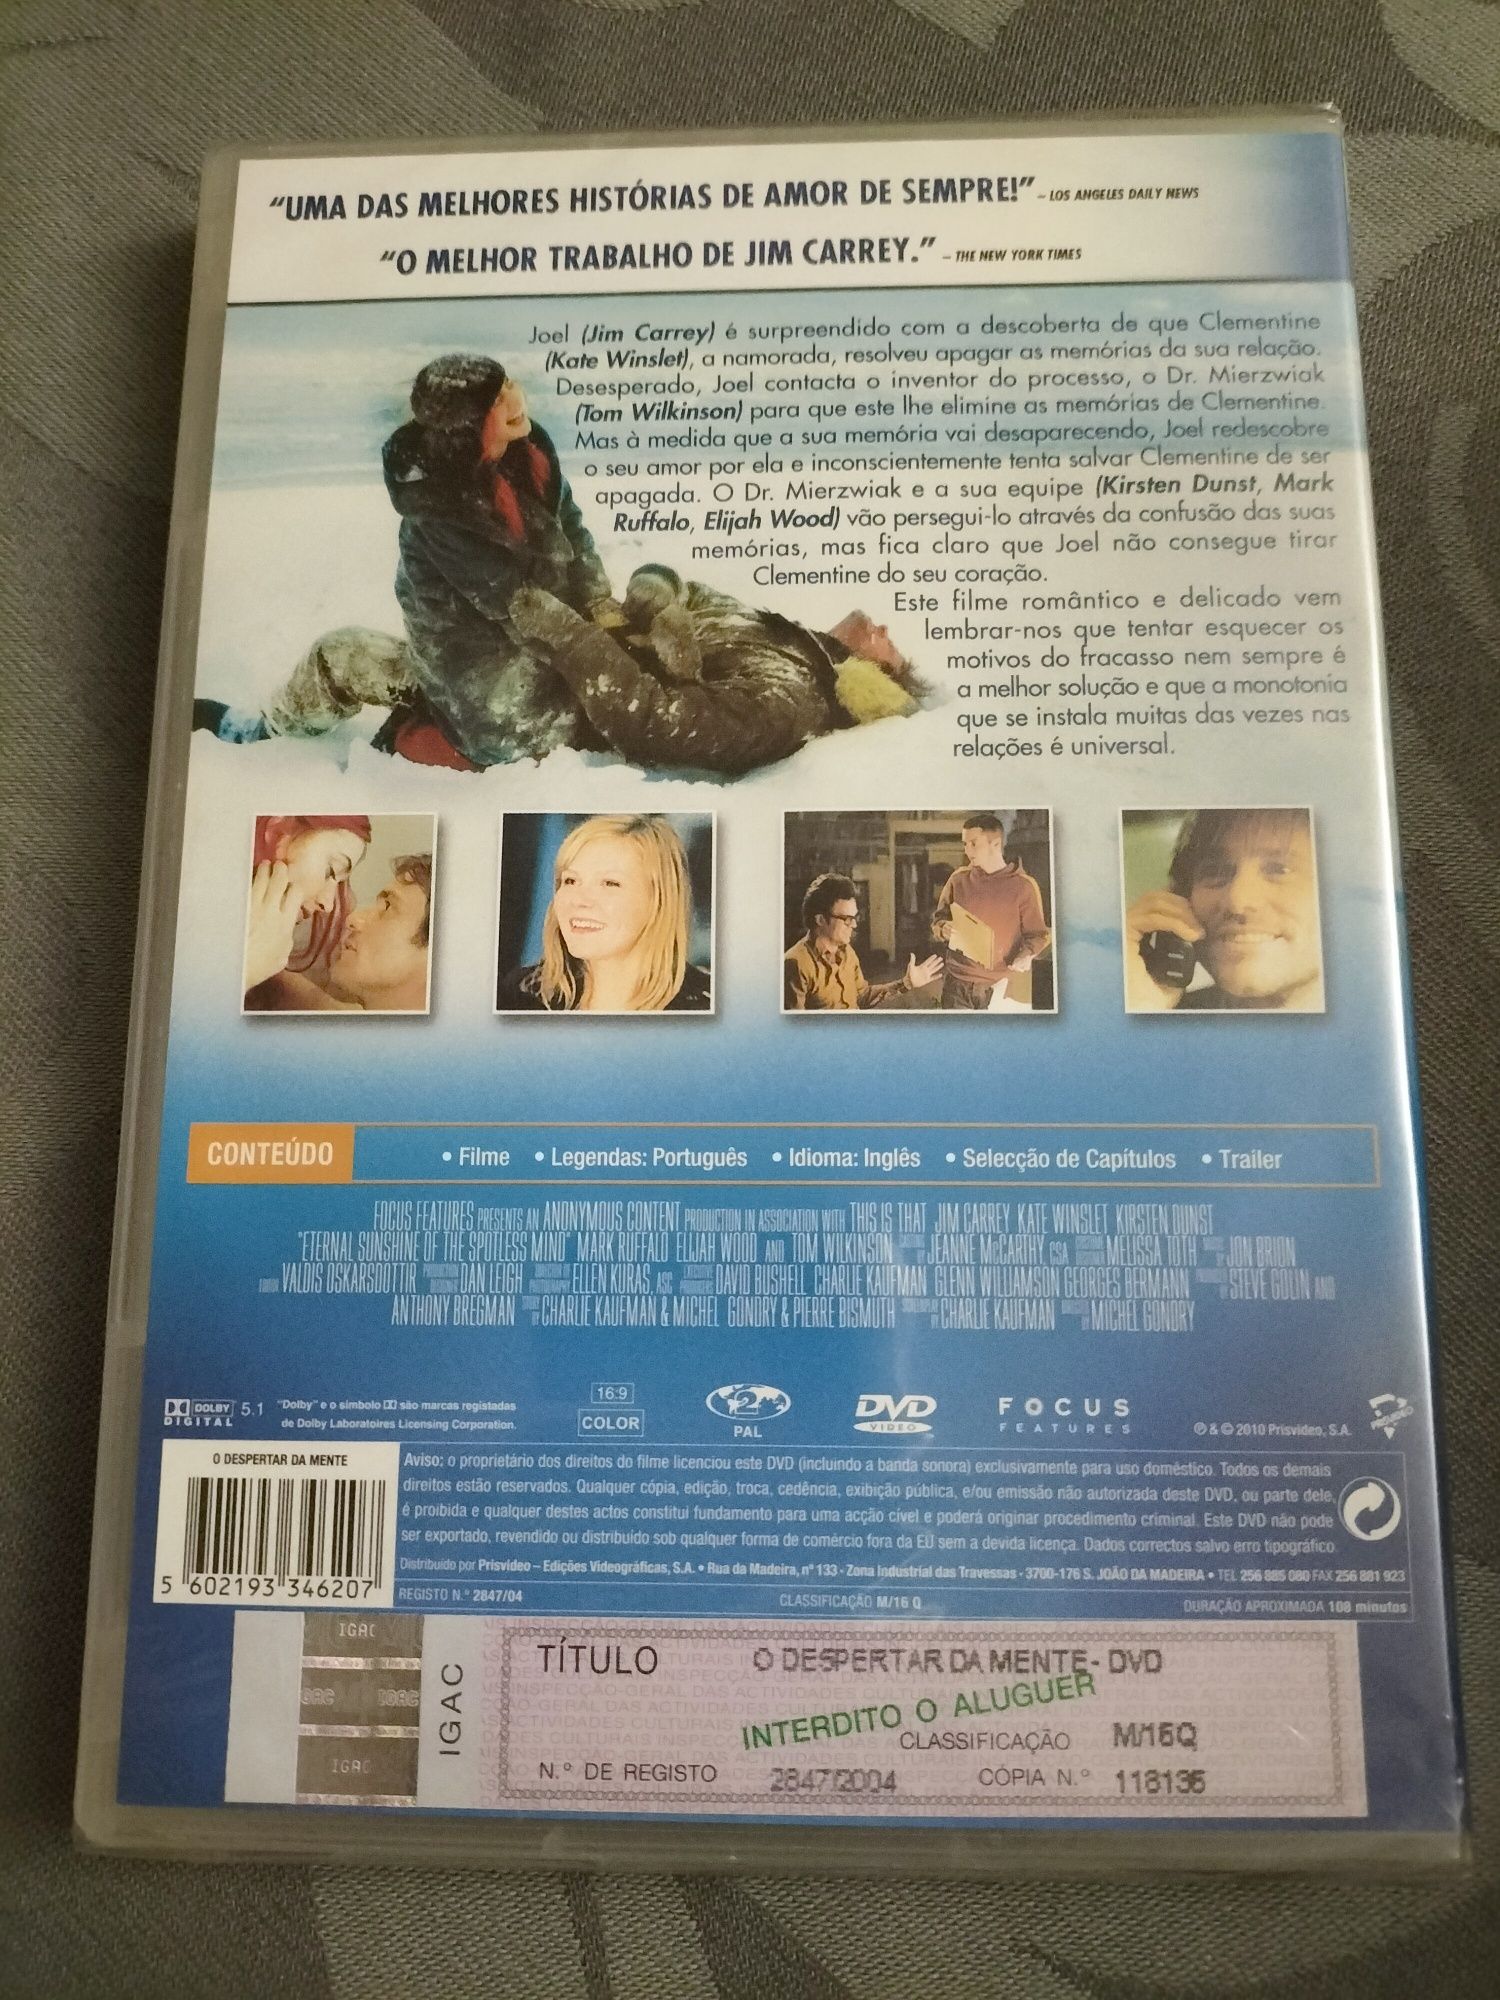 “UMA DAS MELHORES HISTÓRIAS DE AMOR DE SEMPRE!” – LOS ANGELES DAILY NEWS
“O MELHOR TRABALHO DE JIM CARREY.” – THE NEW YORK TIMES
Joel (Jim Carrey) é surpreendido com a descoberta de que Clementine
(Kate Winslet), a namorada, resolveu apagar as memórias da sua relação.
Desesperado, Joel contacta o inventor do processo, o Dr. Mierzwiak
(Tom Wilkinson) para que este lhe elimine as memórias de Clementine.
Mas à medida que a sua memória vai desaparecendo, Joel redescobre
o seu amor por ela e inconscientemente tenta salvar Clementine de ser
apagada. O Dr. Mierzwiak e a sua equipe (Kirsten Dunst, Mark
Ruffalo, Elijah Wood) vão persegui-lo através da confusão das suas
memórias, mas fica claro que Joel não consegue tirar
Clementine do seu coração.
Este filme romântico e delicado vem
lembrar-nos que tentar esquecer os
motivos do fracasso nem sempre é
a melhor solução e que a monotonia
que se instala muitas das vezes nas
relações é universal.
CONTEÚDO • Filme • Legendas: Português • Idioma: Inglês • Selecção de Capítulos • Trailer
FOCUS FEATURES PRESENTS AN ANONYMOUS CONTENT PRODUCTION IN ASSOCIATION WITH THIS IS THAT JIM CARREY KATE WINSLET KIRSTEN DUNST
"ETERNAL SUNSHINE OF THE SPOTLESS MIND" MARK RUFFALO ELIJAH WOOD AND TOM WILKINSON JEANNE McCARTHY, CSA MELISSA TOTH JON BRION
VALDIS OSKARSDOTTIR DAN LEIGH ELLEN KURAS, ASC DAVID BUSHELL CHARLIE KAUFMAN GLENN WILLIAMSON GEORGES BERMANN STEVE GOLIN AND
ANTHONY BREGMAN BY CHARLIE KAUFMAN & MICHEL GONDRY & PIERRE BISMUTH BY CHARLIE KAUFMAN BY MICHEL GONDRY
DOLBY DIGITAL 5.1
"Dolby" e o símbolo DD são marcas registadas
de Dolby Laboratoires Licensing Corporation.
16:9
COLOR
2
PAL
DVD
VIDEO
FOCUS
FEATURES
℗ & © 2010 Prisvideo, S.A.
PRISVIDEO
O DESPERTAR DA MENTE
5 602193 346207
Aviso: o proprietário dos direitos do filme licenciou este DVD (incluindo a banda sonora) exclusivamente para uso doméstico. Todos os demais
direitos estão reservados. Qualquer cópia, edição, troca, cedência, exibição pública, e/ou emissão não autorizada deste DVD, ou parte dele,
é proibida e qualquer destes actos constitui fundamento para uma acção cível e poderá originar procedimento criminal. Este DVD não pode
ser exportado, revendido ou distribuído sob qualquer forma de comércio fora da EU sem a devida licença. Dados correctos salvo erro tipográfico.
Distribuído por Prisvideo – Edições Videográficas, S.A. • Rua da Madeira, nº 133 - Zona Industrial das Travessas - 3700-176 S. JOÃO DA MADEIRA • TEL 256 885 080 FAX 256 881 923
REGISTO N.º 2847/04 CLASSIFICAÇÃO M/16 Q DURAÇÃO APROXIMADA 108 minutos
IGAC
IGAC
IGAC
IGAC
IGAC
TÍTULO O DESPERTAR DA MENTE- DVD
INTERDITO O ALUGUER
CLASSIFICAÇÃO M/16Q
N.º DE REGISTO 2847/2004 CÓPIA N.º 118136